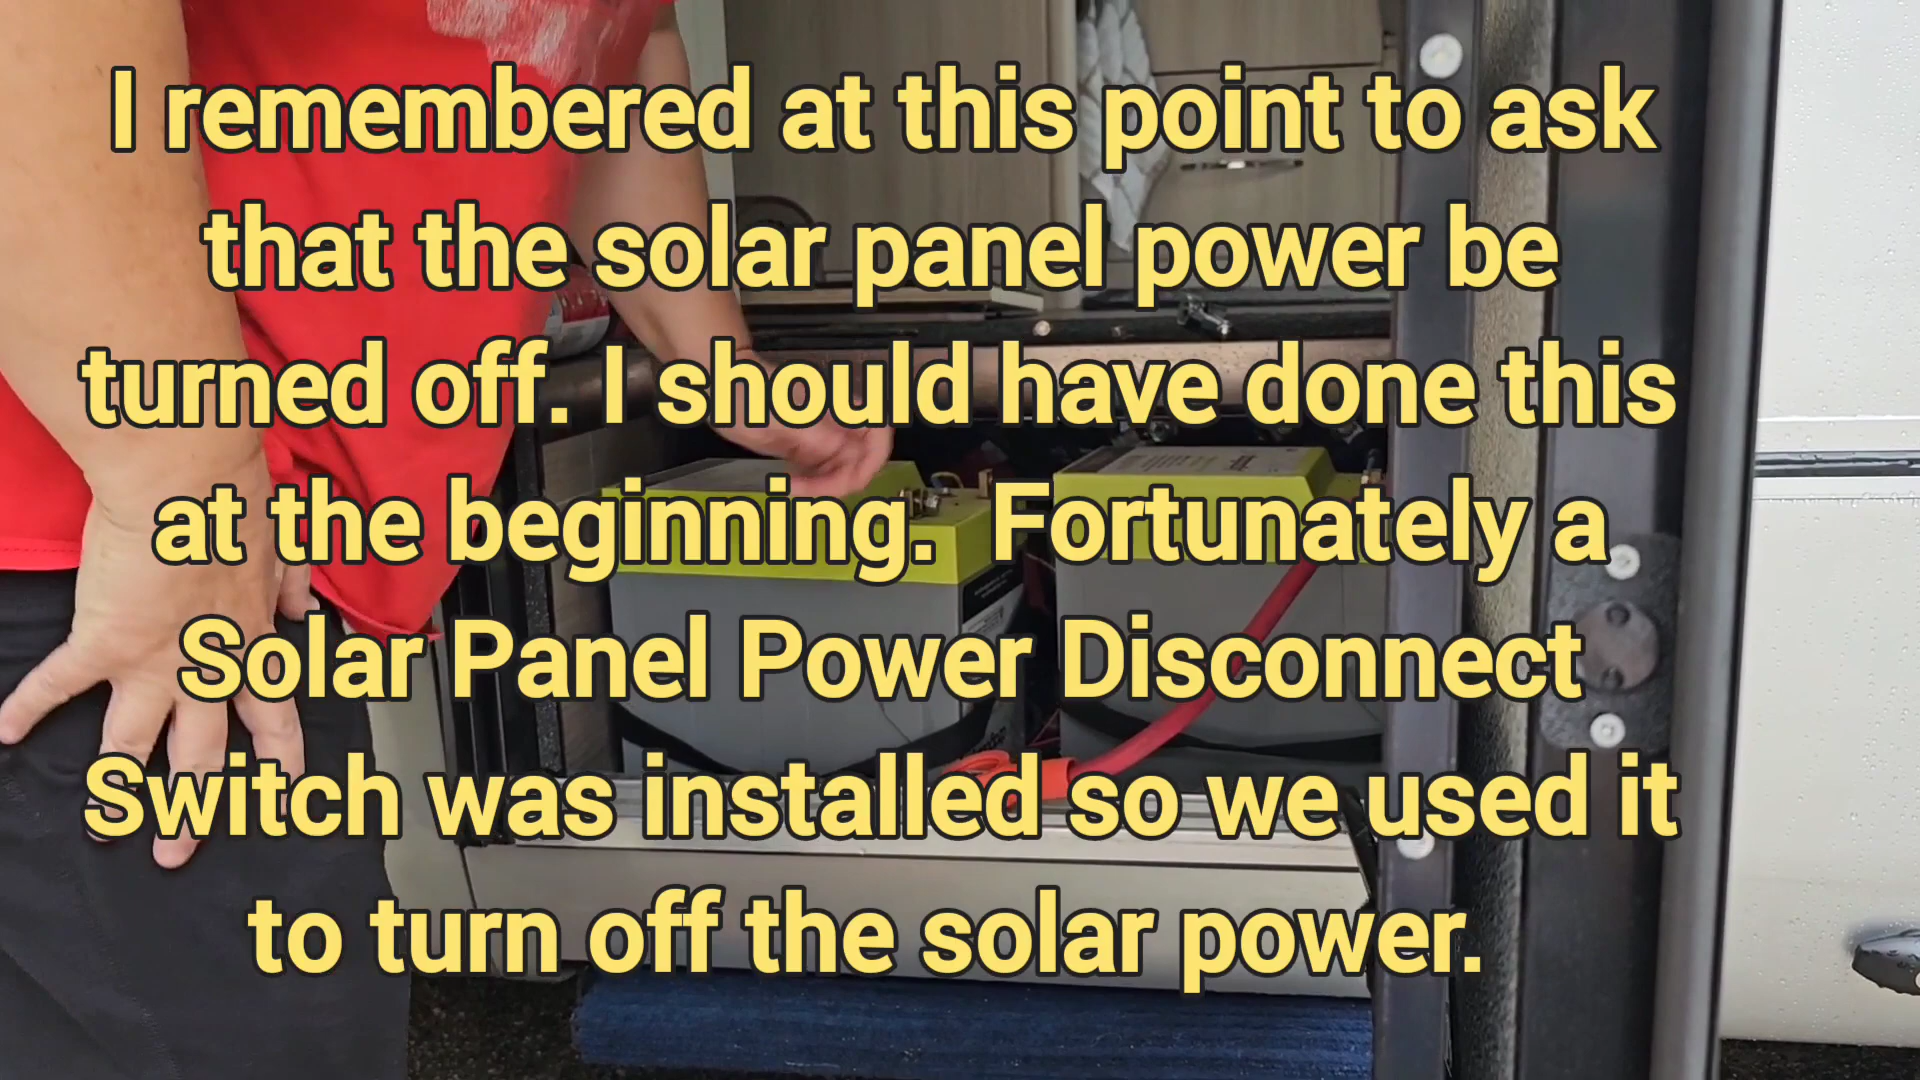 I remembered at this point to ask
that the solar panel power be
turned off. I should have done this
at the beginning.  Fortunately a
Solar Panel Power Disconnect
Switch was installed so we used it
to turn off the solar power.